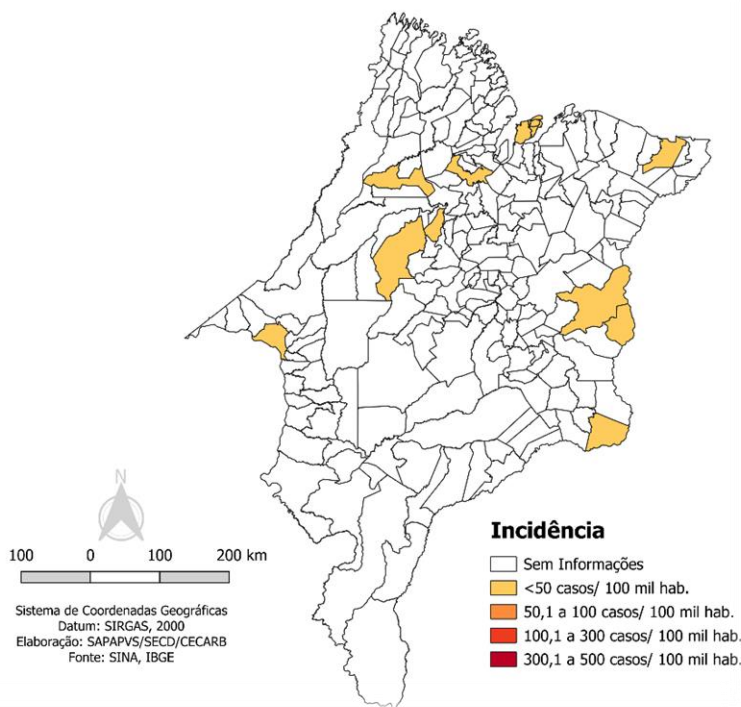 N
100 0 100 200 km
Sistema de Coordenadas Geográficas
Datum: SIRGAS, 2000
Elaboração: SAPAPVS/SECD/CECARB
Fonte: SINA, IBGE
Incidência
Sem Informações
<50 casos/ 100 mil hab.
50,1 a 100 casos/ 100 mil hab.
100,1 a 300 casos/ 100 mil hab.
300,1 a 500 casos/ 100 mil hab.